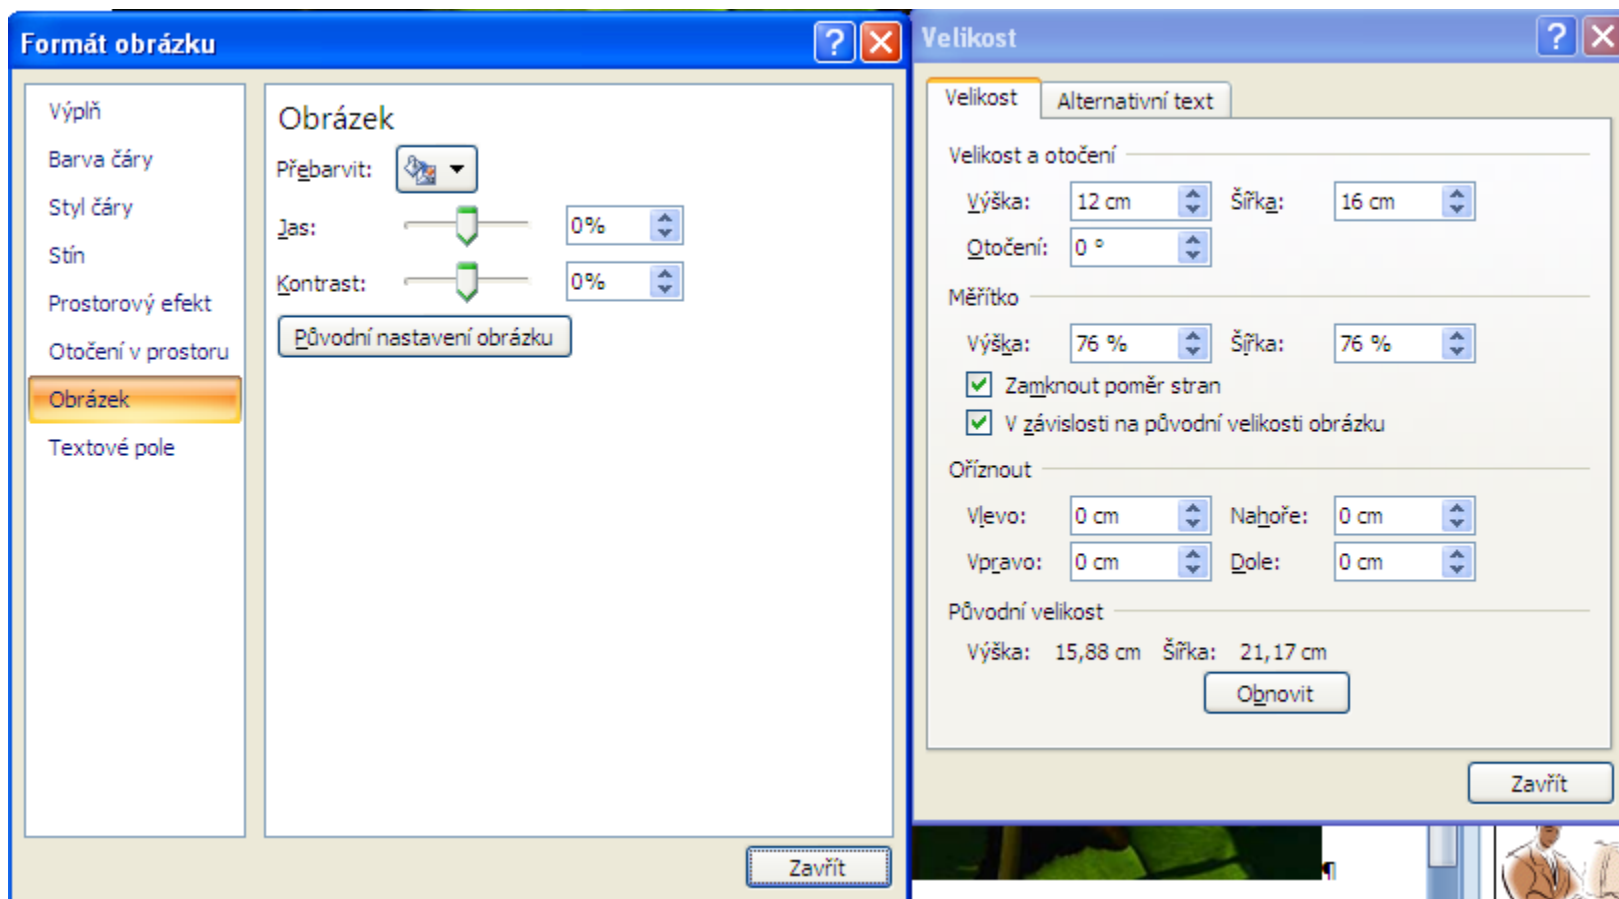 Formát obrázku
Výplň
Barva čáry
Styl čáry
Stín
Prostorový efekt
Otočení v prostoru
Obrázek
Textové pole
Obrázek
Přebarvit:
Jas: 0%
Kontrast: 0%
Původní nastavení obrázku
Zavřít
Velikost
Velikost Alternativní text
Velikost a otočení
Výška: 12 cm Šířka: 16 cm
Otočení: 0 °
Měřítko
Výška: 76 % Šířka: 76 %
Zamknout poměr stran
V závislosti na původní velikosti obrázku
Oříznout
Vlevo: 0 cm Nahoře: 0 cm
Vpravo: 0 cm Dole: 0 cm
Původní velikost
Výška: 15,88 cm Šířka: 21,17 cm
Obnovit
Zavřít
¶